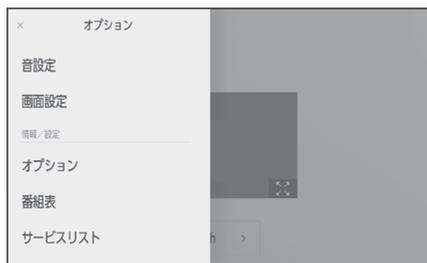 × オプション
音設定
画面設定
情報／設定
オプション
番組表
サービスリスト
h >